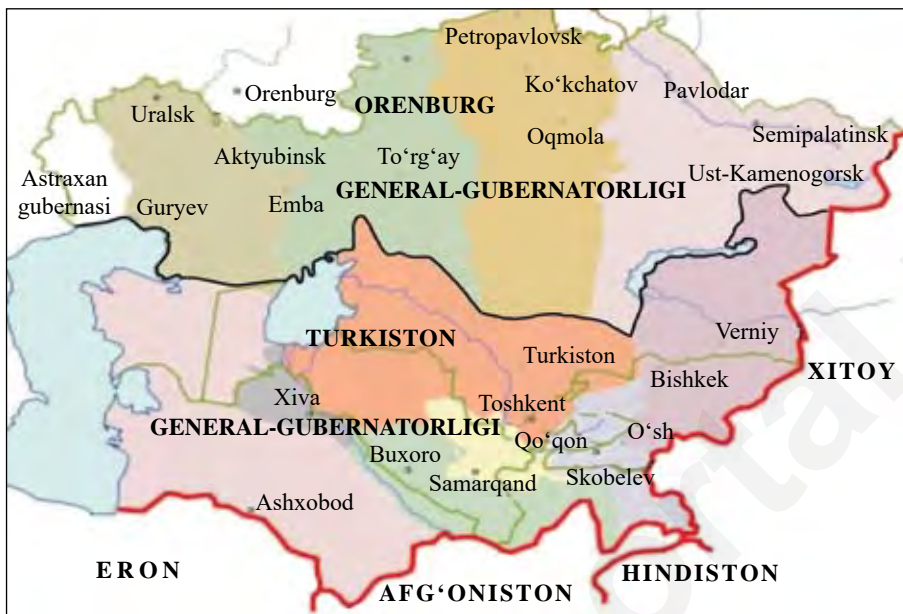 Petropavlovsk
Ko‘kchatov
Orenburg
ORENBURG
Pavlodar
Uralsk
Oqmola
Semipalatinsk
Aktyubinsk
To‘rg‘ay
Ust-Kamenogorsk
Astraxan
gubernasi
Guryev
Emba
GENERAL-GUBERNATORLIGI
TURKISTON
Turkiston
Verniy
XITOY
Bishkek
Xiva
Toshkent
GENERAL-GUBERNATORLIGI
Qo‘qon
O‘sh
Buxoro
Samarqand
Skobelev
Ashxobod
ERON
AFG‘ONISTON
HINDISTON